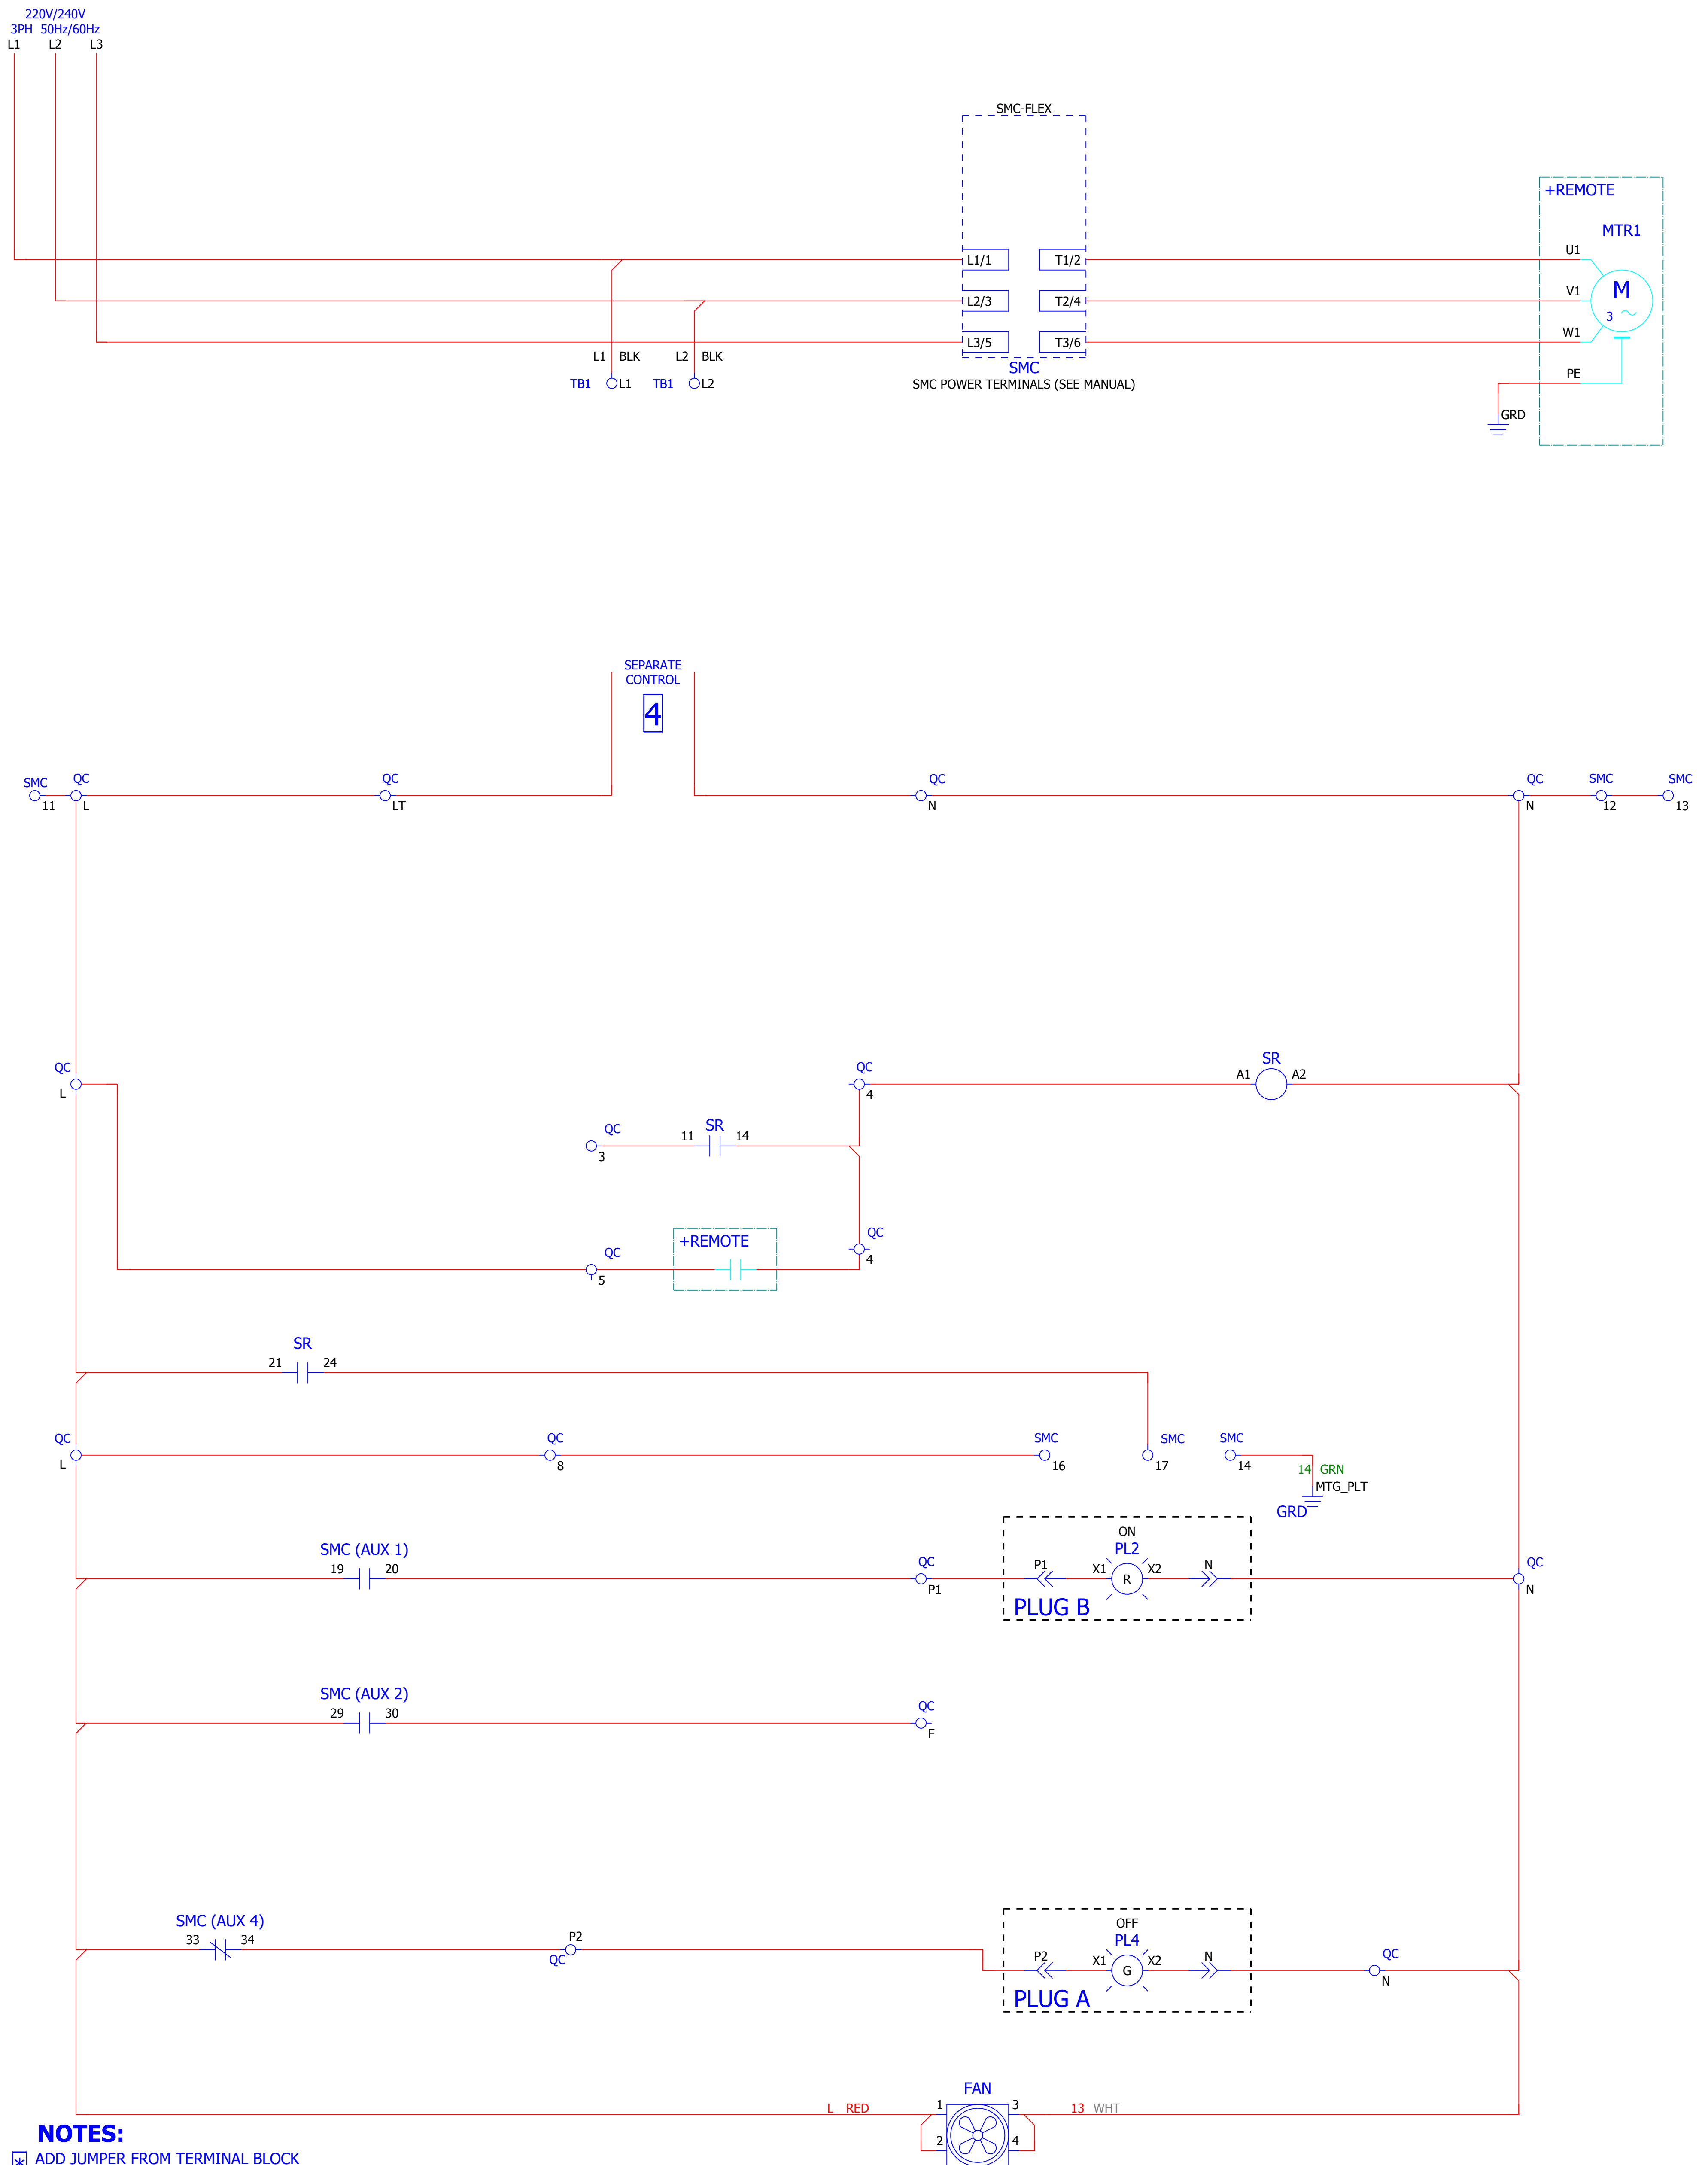 220V/240V
3PH 50Hz/60Hz
L1 L2 L3
SMC-FLEX
+REMOTE
MTR1
L1/1 T1/2 U1
L2/3 T2/4 V1 M
3
L3/5 T3/6 W1
L1 BLK L2 BLK
SMC
TB1 L1 TB1 L2
SMC POWER TERMINALS (SEE MANUAL)
PE
GRD
SEPARATE
CONTROL
4
SMC QC QC QC QC SMC SMC
11 L LT N N 12 13
QC QC SR
L 4 A1 A2
QC SR
3 11 14
QC +REMOTE QC
5 4
SR
21 24
QC QC SMC SMC SMC
L 8 16 17 14
14 GRN
MTG_PLT
GRD
ON
SMC (AUX 1) PL2
19 20 QC P1 X1 R X2 N QC
P1 N
PLUG B
SMC (AUX 2)
29 30 QC
F
SMC (AUX 4) OFF
33 34 P2 PL4
QC P2 X1 G X2 N QC
N
PLUG A
FAN
L RED 1 3 13 WHT
2 4
NOTES:
* ADD JUMPER FROM TERMINAL BLOCK